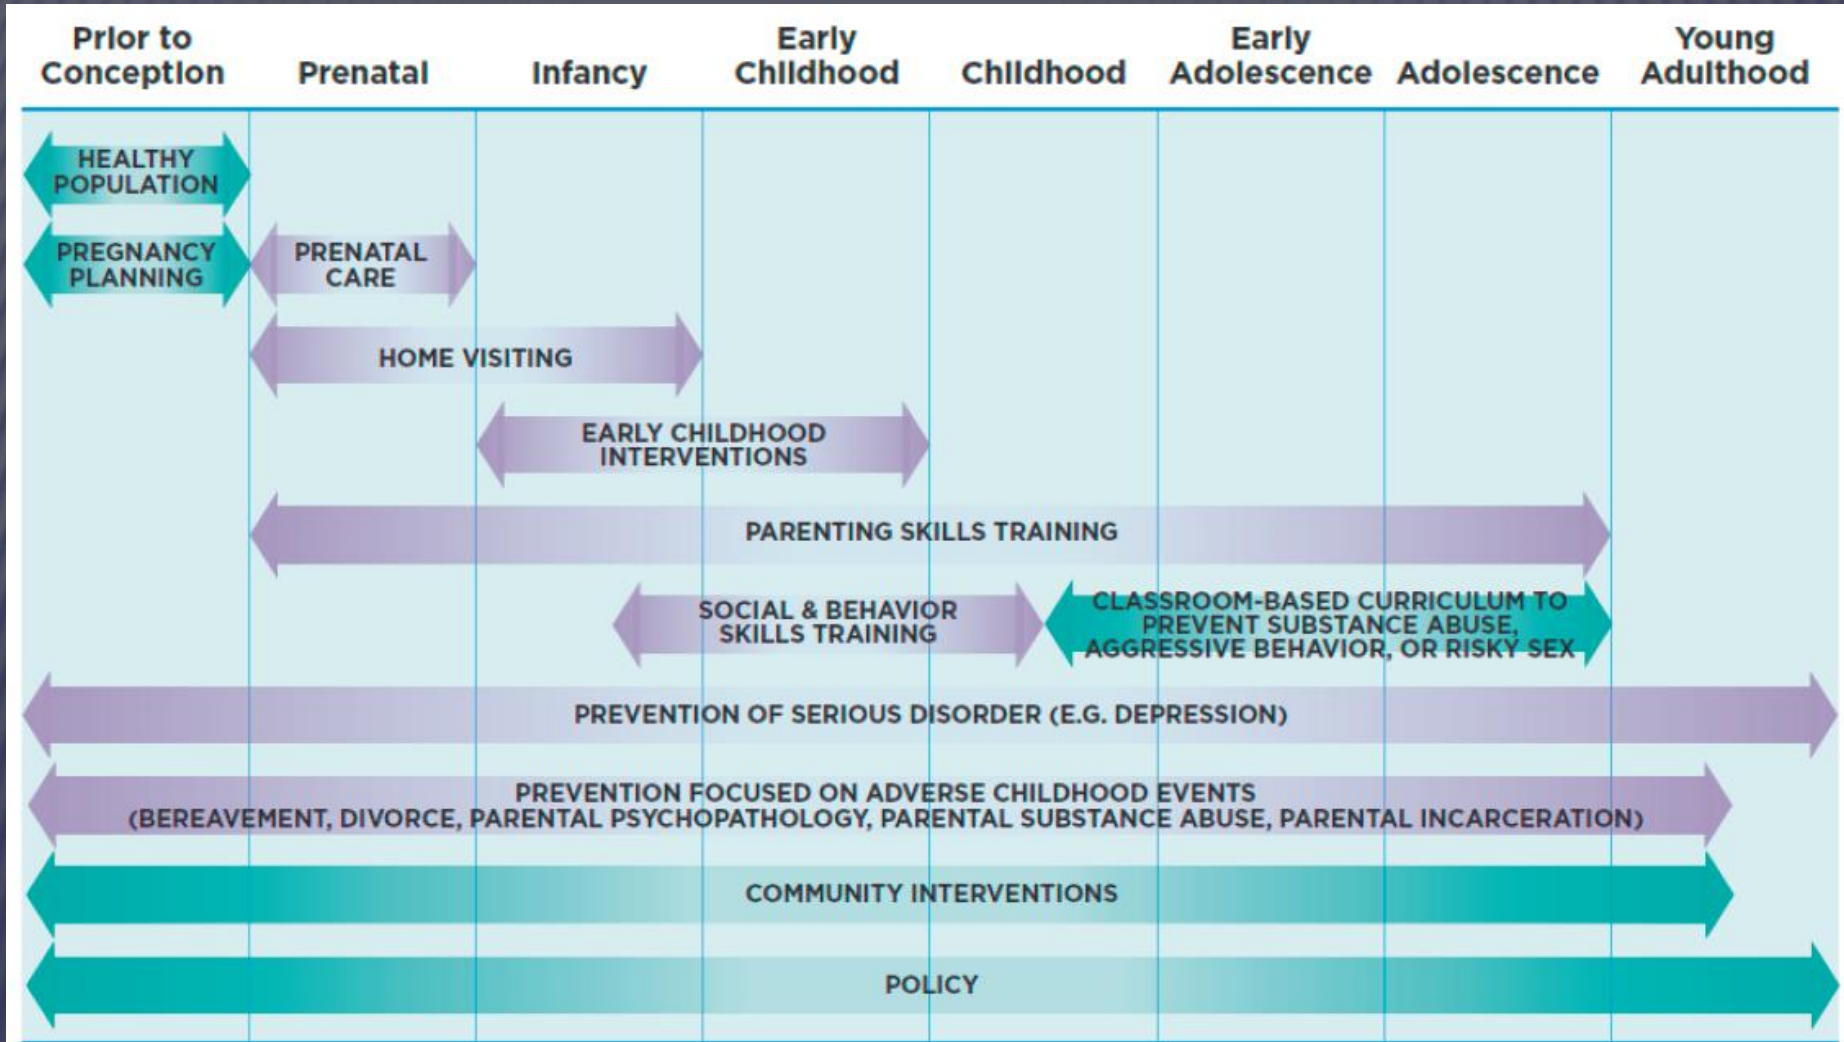 Prior to
Conception
Prenatal
Infancy
Early
Childhood
Childhood
Early
Adolescence
Adolescence
Young
Adulthood
HEALTHY
POPULATION
PREGNANCY
PLANNING
PRENATAL
CARE
HOME VISITING
EARLY CHILDHOOD
INTERVENTIONS
PARENTING SKILLS TRAINING
SOCIAL & BEHAVIOR
SKILLS TRAINING
CLASSROOM-BASED CURRICULUM TO
PREVENT SUBSTANCE ABUSE,
AGGRESSIVE BEHAVIOR, OR RISKY SEX
PREVENTION OF SERIOUS DISORDER (E.G. DEPRESSION)
PREVENTION FOCUSED ON ADVERSE CHILDHOOD EVENTS
(BEREAVEMENT, DIVORCE, PARENTAL PSYCHOPATHOLOGY, PARENTAL SUBSTANCE ABUSE, PARENTAL INCARCERATION)
COMMUNITY INTERVENTIONS
POLICY